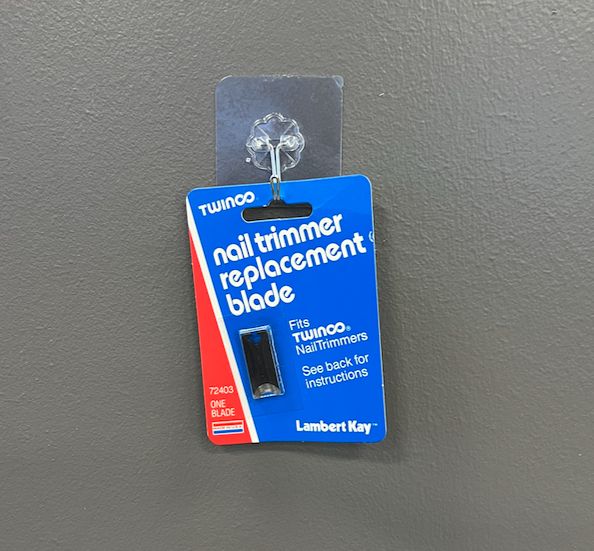 TWINCO®
nail trimmer
replacement
blade
Fits
TWINCO®
NailTrimmers
See back for
instructions
72403
ONE
BLADE
Lambert Kay™